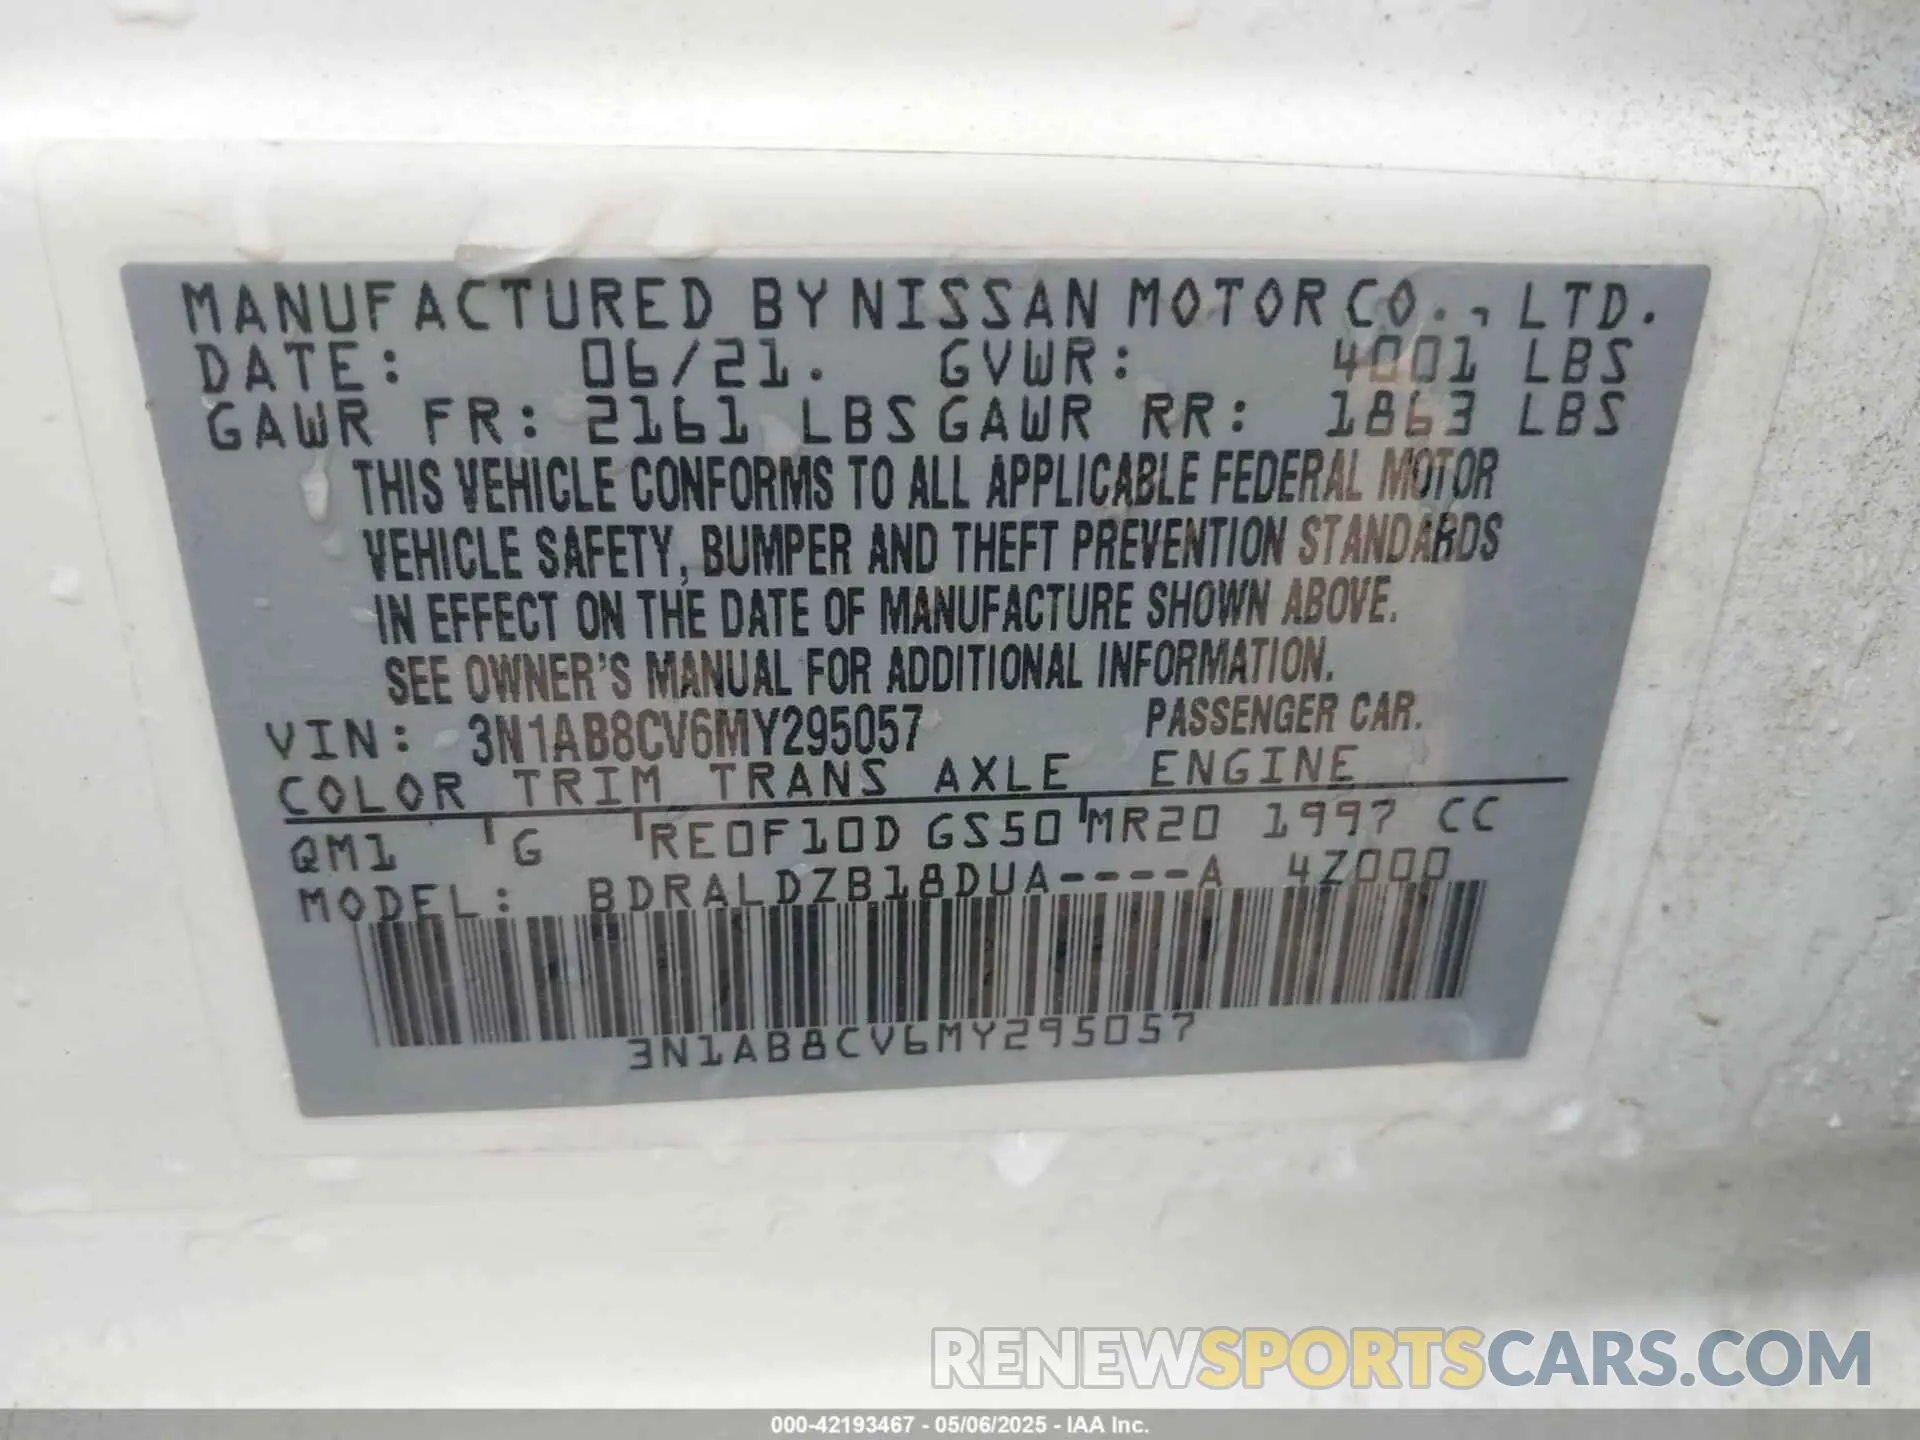 MANUFACTURED BY NISSAN MOTOR CO., LTD.
DATE: 06/21. GVWR: 4001 LBS
GAWR FR: 2161 LBS GAWR RR: 1863 LBS
THIS VEHICLE CONFORMS TO ALL APPLICABLE FEDERAL MOTOR
VEHICLE SAFETY, BUMPER AND THEFT PREVENTION STANDARDS
IN EFFECT ON THE DATE OF MANUFACTURE SHOWN ABOVE.
SEE OWNER'S MANUAL FOR ADDITIONAL INFORMATION.
VIN: 3N1AB8CV6MY295057 PASSENGER CAR.
COLOR TRIM TRANS AXLE ENGINE
QM1 G RE0F10D GS50 MR20 1997 CC
MODEL: BDRALDZB18DUA----A 4Z000
3N1AB8CV6MY295057
RENEWSPORTSCARS.COM
000-42193467 - 05/06/2025 - IAA Inc.